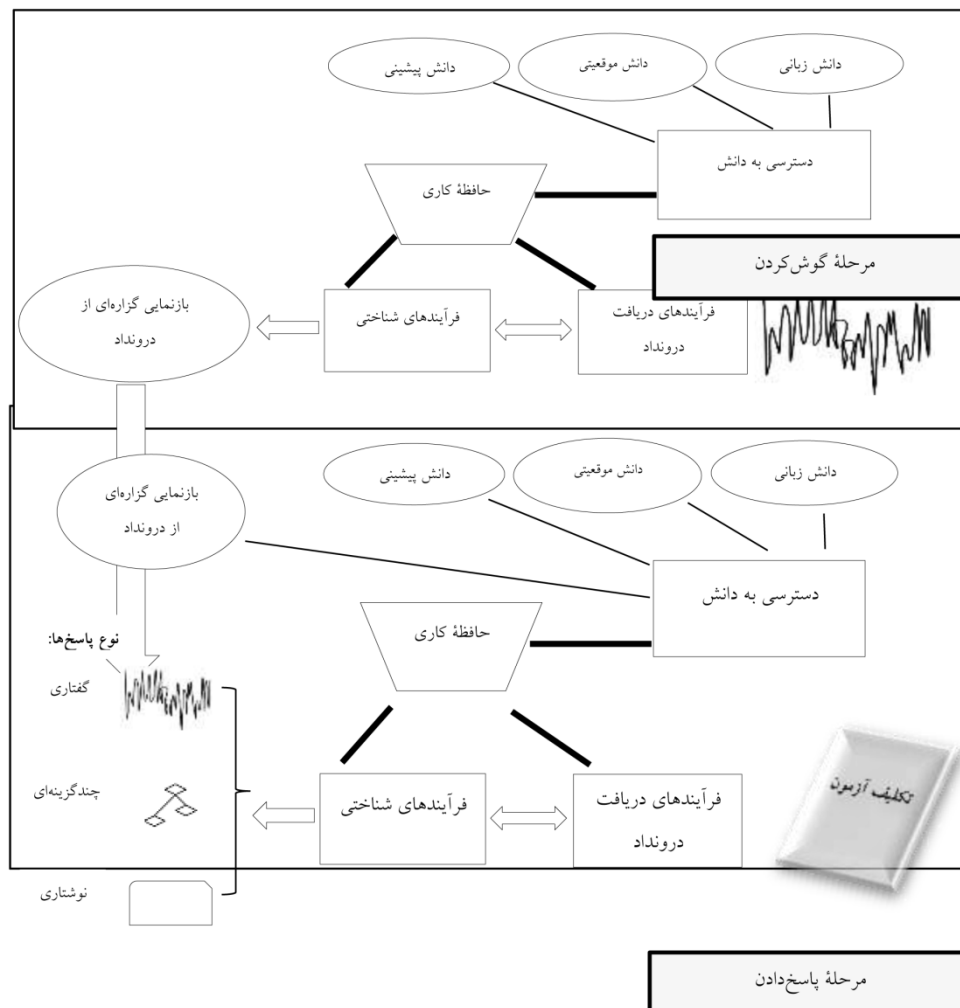 دانش زبانی
دانش موقعیتی
دانش پیشینی
دسترسی به دانش
حافظهٔ کاری
مرحلهٔ گوش‌کردن
فرآیندهای دریافت
درونداد
فرآیندهای شناختی
بازنمایی گزاره‌ای از
درونداد
دانش زبانی
دانش موقعیتی
دانش پیشینی
بازنمایی گزاره‌ای
از درونداد
دسترسی به دانش
حافظهٔ کاری
نوع پاسخ‌ها:
گفتاری
چندگزینه‌ای
نوشتاری
فرآیندهای دریافت
درونداد
فرآیندهای شناختی
تکلیف آزمون
مرحلهٔ پاسخ‌دادن